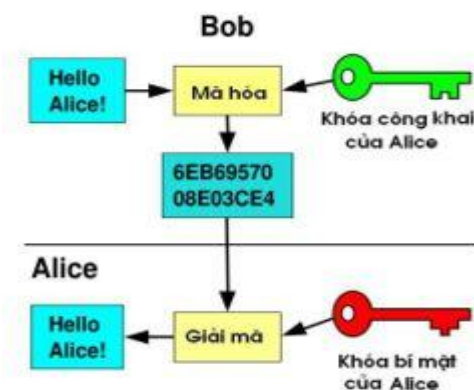 Bob
Hello
Alice!
Mã hóa
Khóa công khai
của Alice
6EB69570
08E03CE4
Alice
Hello
Alice!
Giải mã
Khóa bí mật
của Alice